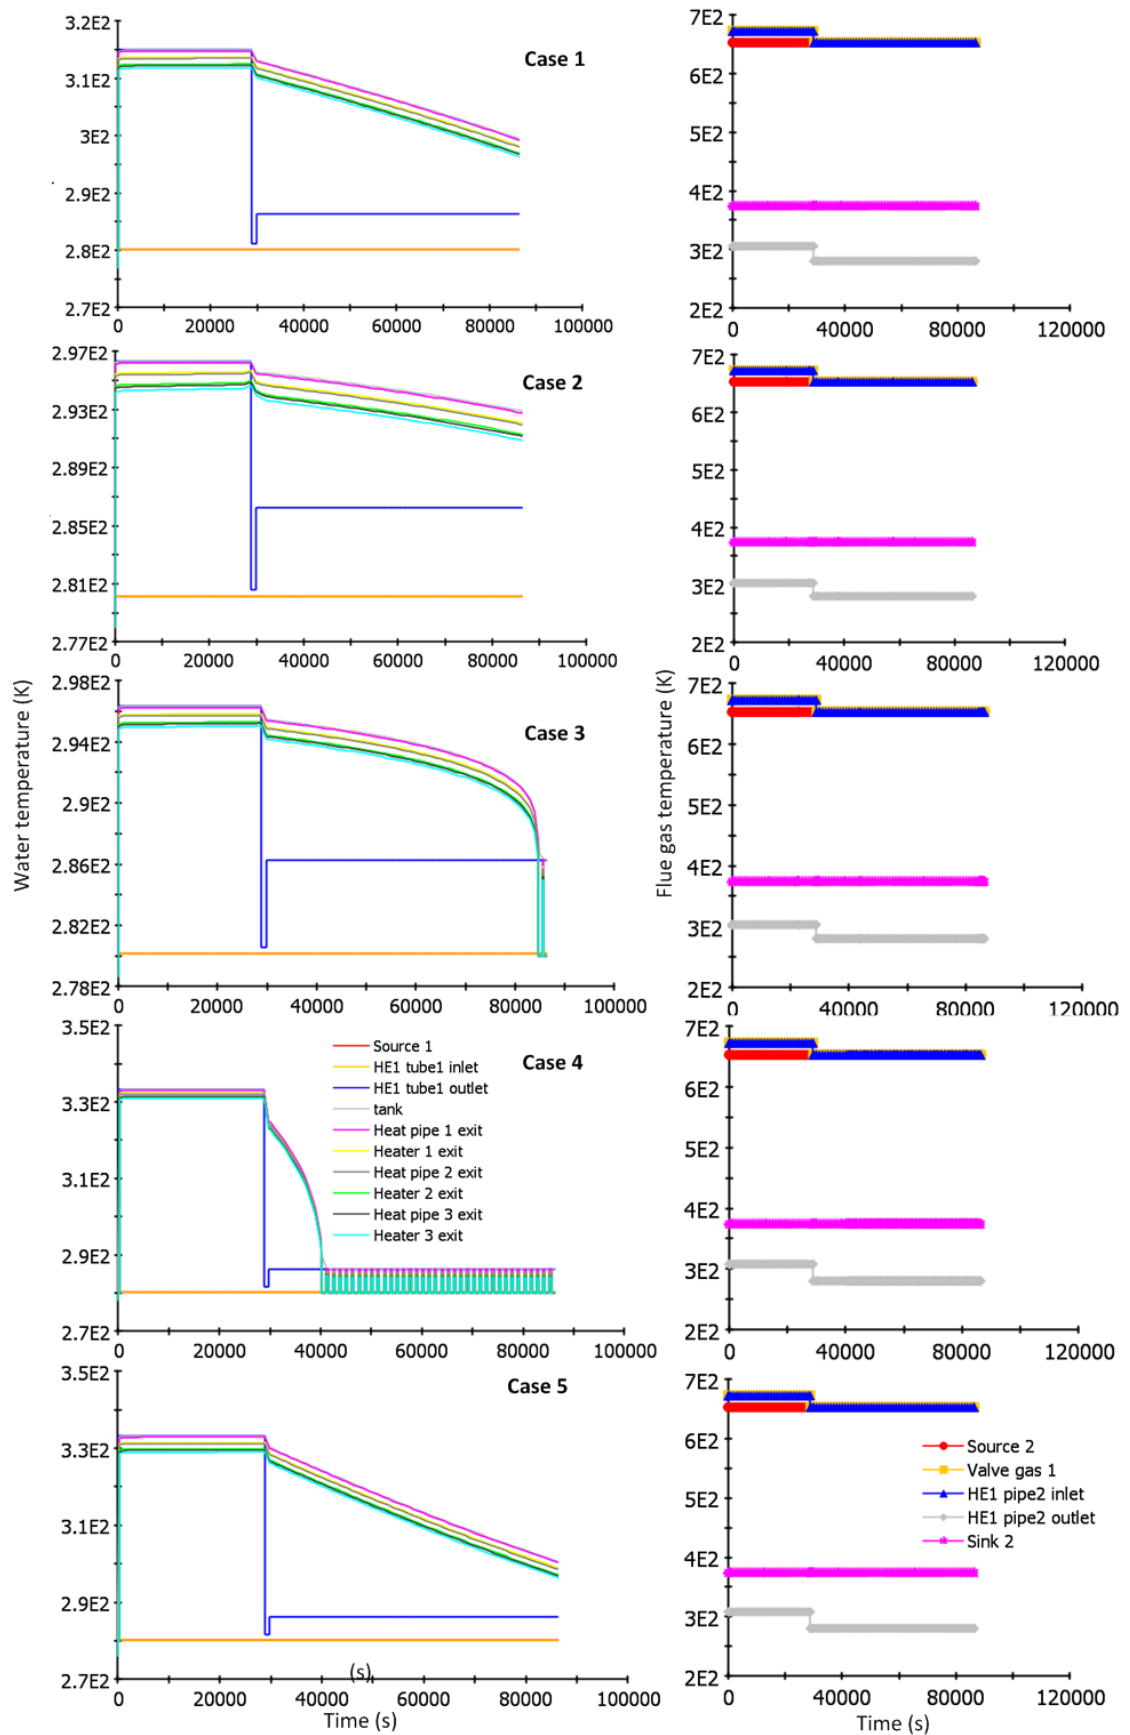 3.2E2
3.1E2
3E2
2.9E2
2.8E2
2.7E2
0 20000 40000 60000 80000 100000
Case 1
7E2
6E2
5E2
4E2
3E2
2E2
0 40000 80000 120000
2.97E2
2.93E2
2.89E2
2.85E2
2.81E2
2.77E2
0 20000 40000 60000 80000 100000
Case 2
7E2
6E2
5E2
4E2
3E2
2E2
0 40000 80000 120000
Water temperature (K)
2.98E2
2.94E2
2.9E2
2.86E2
2.82E2
2.78E2
0 20000 40000 60000 80000 100000
Case 3
Flue gas temperature (K)
7E2
6E2
5E2
4E2
3E2
2E2
0 40000 80000 120000
3.5E2
3.3E2
3.1E2
2.9E2
2.7E2
0 20000 40000 60000 80000 100000
Case 4
Source 1
HE1 tube1 inlet
HE1 tube1 outlet
tank
Heat pipe 1 exit
Heater 1 exit
Heat pipe 2 exit
Heater 2 exit
Heat pipe 3 exit
Heater 3 exit
7E2
6E2
5E2
4E2
3E2
2E2
0 40000 80000 120000
3.5E2
3.3E2
3.1E2
2.9E2
2.7E2
(s)
0 20000 40000 60000 80000 100000
Time (s)
Case 5
7E2
6E2
5E2
4E2
3E2
2E2
Source 2
Valve gas 1
HE1 pipe2 inlet
HE1 pipe2 outlet
Sink 2
0 40000 80000 120000
Time (s)